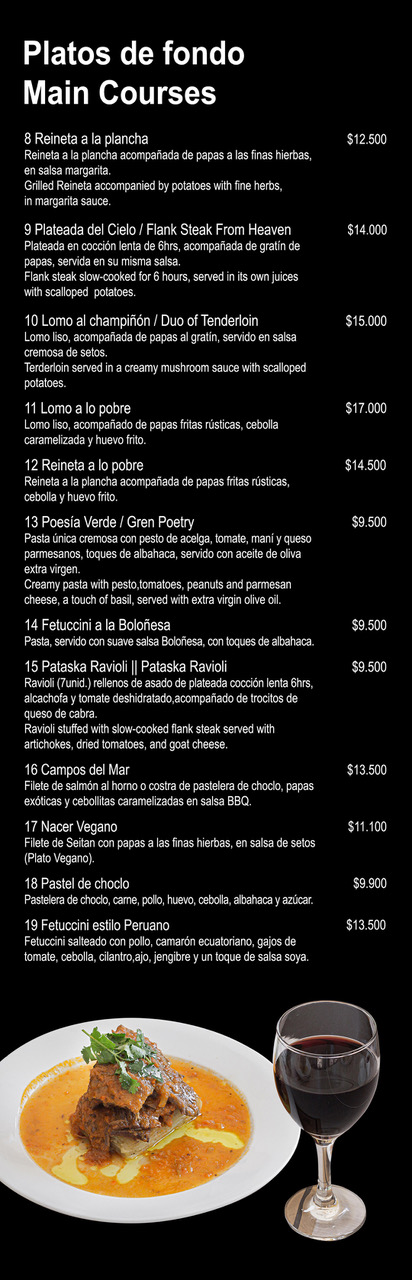 Platos de fondo
Main Courses
8 Reineta a la plancha $12.500
Reineta a la plancha acompañada de papas a las finas hierbas,
en salsa margarita.
Grilled Reineta accompanied by potatoes with fine herbs,
in margarita sauce.
9 Plateada del Cielo / Flank Steak From Heaven $14.000
Plateada en cocción lenta de 6hrs, acompañada de gratín de
papas, servida en su misma salsa.
Flank steak slow-cooked for 6 hours, served in its own juices
with scalloped potatoes.
10 Lomo al champiñón / Duo of Tenderloin $15.000
Lomo liso, acompañada de papas al gratín, servido en salsa
cremosa de setos.
Terderloin served in a creamy mushroom sauce with scalloped
potatoes.
11 Lomo a lo pobre $17.000
Lomo liso, acompañado de papas fritas rústicas, cebolla
caramelizada y huevo frito.
12 Reineta a lo pobre $14.500
Reineta a la plancha acompañada de papas fritas rústicas,
cebolla y huevo frito.
13 Poesía Verde / Gren Poetry $9.500
Pasta única cremosa con pesto de acelga, tomate, maní y queso
parmesanos, toques de albahaca, servido con aceite de oliva
extra virgen.
Creamy pasta with pesto,tomatoes, peanuts and parmesan
cheese, a touch of basil, served with extra virgin olive oil.
14 Fetuccini a la Boloñesa $9.500
Pasta, servido con suave salsa Boloñesa, con toques de albahaca.
15 Pataska Ravioli || Pataska Ravioli $9.500
Ravioli (7unid.) rellenos de asado de plateada cocción lenta 6hrs,
alcachofa y tomate deshidratado,acompañado de trocitos de
queso de cabra.
Ravioli stuffed with slow-cooked flank steak served with
artichokes, dried tomatoes, and goat cheese.
16 Campos del Mar $13.500
Filete de salmón al horno o costra de pastelera de choclo, papas
exóticas y cebollitas caramelizadas en salsa BBQ.
17 Nacer Vegano $11.100
Filete de Seitan con papas a las finas hierbas, en salsa de setos
(Plato Vegano).
18 Pastel de choclo $9.900
Pastelera de choclo, carne, pollo, huevo, cebolla, albahaca y azúcar.
19 Fetuccini estilo Peruano $13.500
Fetuccini salteado con pollo, camarón ecuatoriano, gajos de
tomate, cebolla, cilantro,ajo, jengibre y un toque de salsa soya.